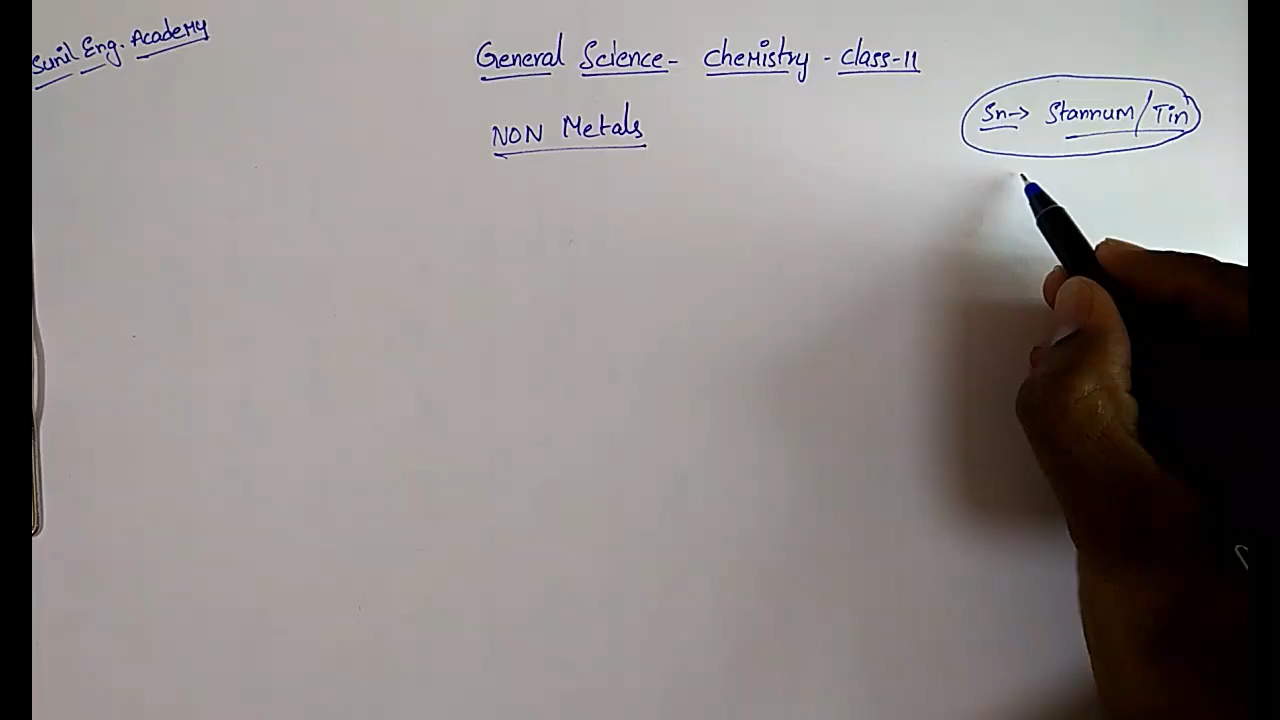 Sunil Eng. Academy
General Science- Chemistry - Class-11
NON Metals
Sn→ Stannum/Tin